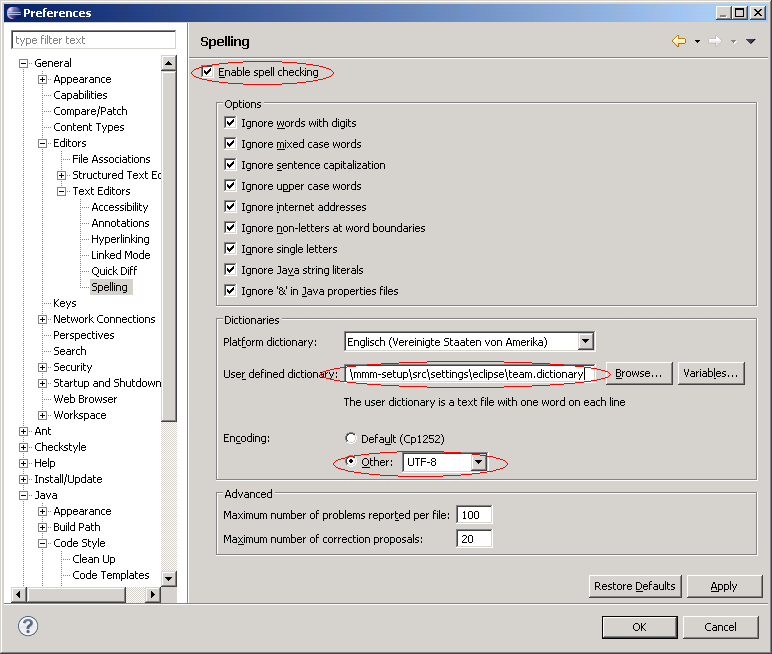 Preferences
type filter text
General
Appearance
Capabilities
Compare/Patch
Content Types
Editors
File Associations
Structured Text Ec
Text Editors
Accessibility
Annotations
Hyperlinking
Linked Mode
Quick Diff
Spelling
Keys
Network Connections
Perspectives
Search
Security
Startup and Shutdown
Web Browser
Workspace
Ant
Checkstyle
Help
Install/Update
Java
Appearance
Build Path
Code Style
Clean Up
Code Templates
Spelling
Enable spell checking
Options
Ignore words with digits
Ignore mixed case words
Ignore sentence capitalization
Ignore upper case words
Ignore internet addresses
Ignore non-letters at word boundaries
Ignore single letters
Ignore Java string literals
Ignore '&' in Java properties files
Dictionaries
Platform dictionary: Englisch (Vereinigte Staaten von Amerika)
User defined dictionary: \mmm-setup\src\settings\eclipse\team.dictionary Browse... Variables...
The user dictionary is a text file with one word on each line
Encoding: Default (Cp1252)
Other: UTF-8
Advanced
Maximum number of problems reported per file: 100
Maximum number of correction proposals: 20
Restore Defaults Apply
? OK Cancel